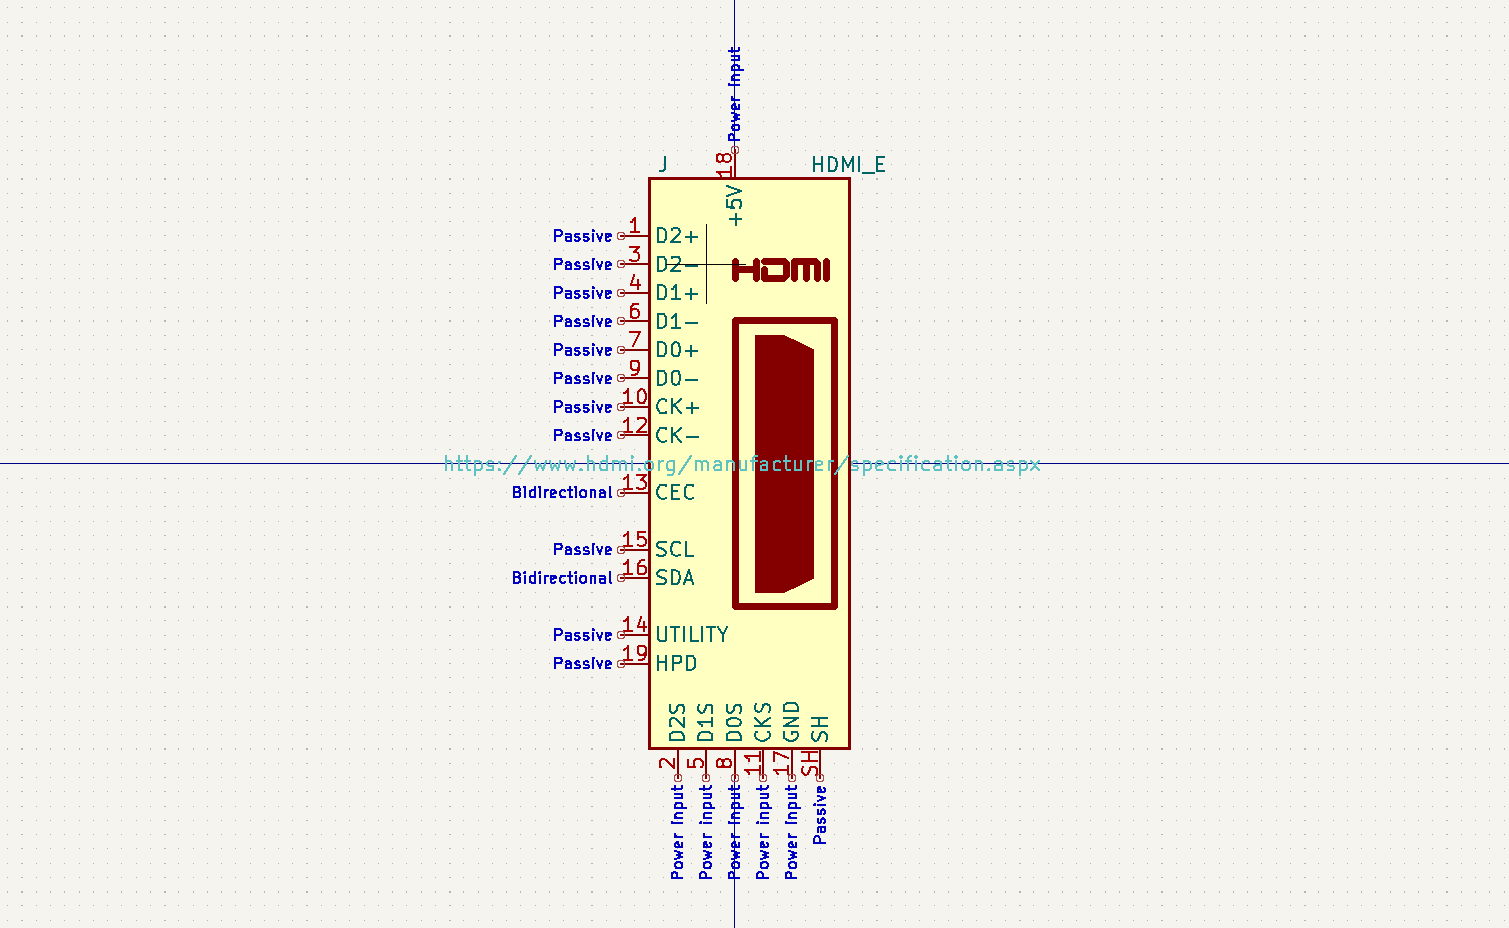 Power Input
18
J
HDMI_E
+5V
Passive 1 D2+
Passive 3 D2-
HDMI
Passive 4 D1+
Passive 6 D1-
Passive 7 D0+
Passive 9 D0-
Passive 10 CK+
Passive 12 CK-
https://www.hdmi.org/manufacturer/specification.aspx
Bidirectional 13 CEC
Passive 15 SCL
Bidirectional 16 SDA
Passive 14 UTILITY
Passive 19 HPD
D2S D1S D0S CKS GND SH
2 5 8 11 17 SH
Power input
Power input
Power input
Power input
Power input
Passive